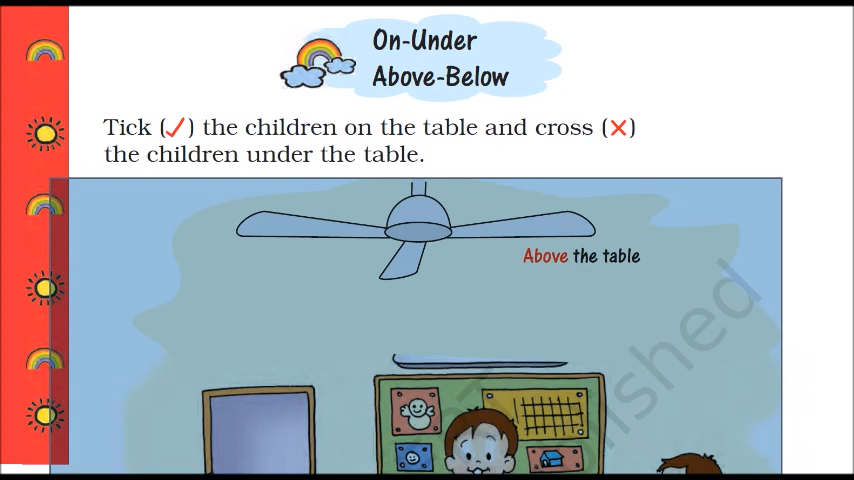 On-Under
Above-Below
Tick (✓) the children on the table and cross (✗)
the children under the table.
Above the table